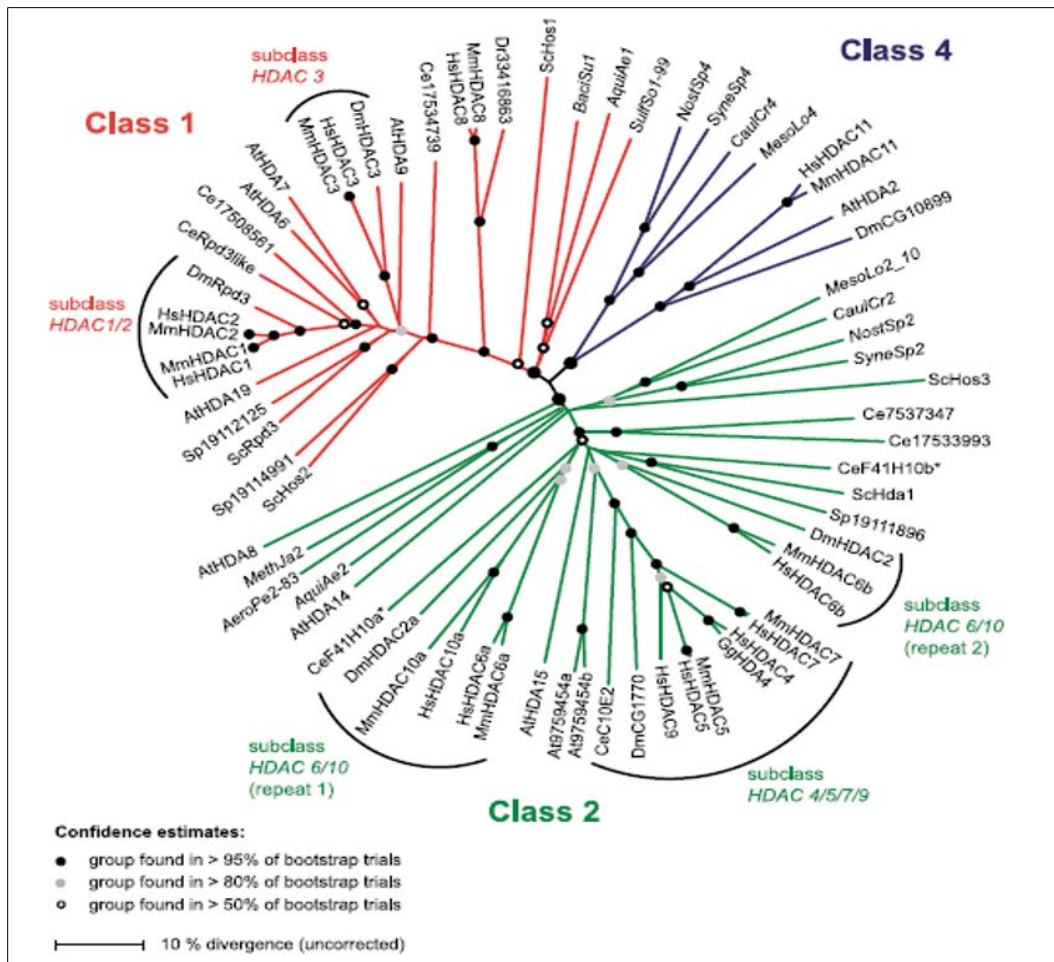 subclass
HDAC 3
Class 1
Class 4
MmHDAC3
HsHDAC3
DmHDAC3
AtHDA9
Ce17534739
HsHDAC8
MmHDAC8
Dr33416863
ScHos1
BaciSu1
AquiAe1
SulfSo1-99
NostSp4
SyneSp4
CaulCr4
MesoLo4
HsHDAC11
MmHDAC11
AtHDA2
DmCG10899
MesoLo2_10
CaulCr2
NostSp2
SyneSp2
ScHos3
Ce7537347
Ce17533993
CeF41H10b*
ScHda1
Sp19111896
DmHDAC2
MmHDAC6b
HsHDAC6b
subclass
HDAC 6/10
(repeat 2)
MmHDAC7
HsHDAC7
HsHDAC4
GgHDA4
MmHDAC5
HsHDAC5
HsHDAC9
DmCG1770
CeC10E2
At9759454b
At9759454a
AtHDA15
subclass
HDAC 4/5/7/9
Class 2
MmHDAC6a
HsHDAC6a
HsHDAC10a
MmHDAC10a
DmHDAC2a
CeF41H10a*
subclass
HDAC 6/10
(repeat 1)
AtHDA14
AquiAe2
AeroPe2-83
MethJa2
AtHDA8
ScHos2
Sp19114991
ScRpd3
Sp19112125
AtHDA19
HsHDAC1
MmHDAC1
MmHDAC2
HsHDAC2
DmRpd3
CeRpd3like
Ce17508561
AtHDA6
AtHDA7
subclass
HDAC1/2
Confidence estimates:
group found in > 95% of bootstrap trials
group found in > 80% of bootstrap trials
group found in > 50% of bootstrap trials
10 % divergence (uncorrected)